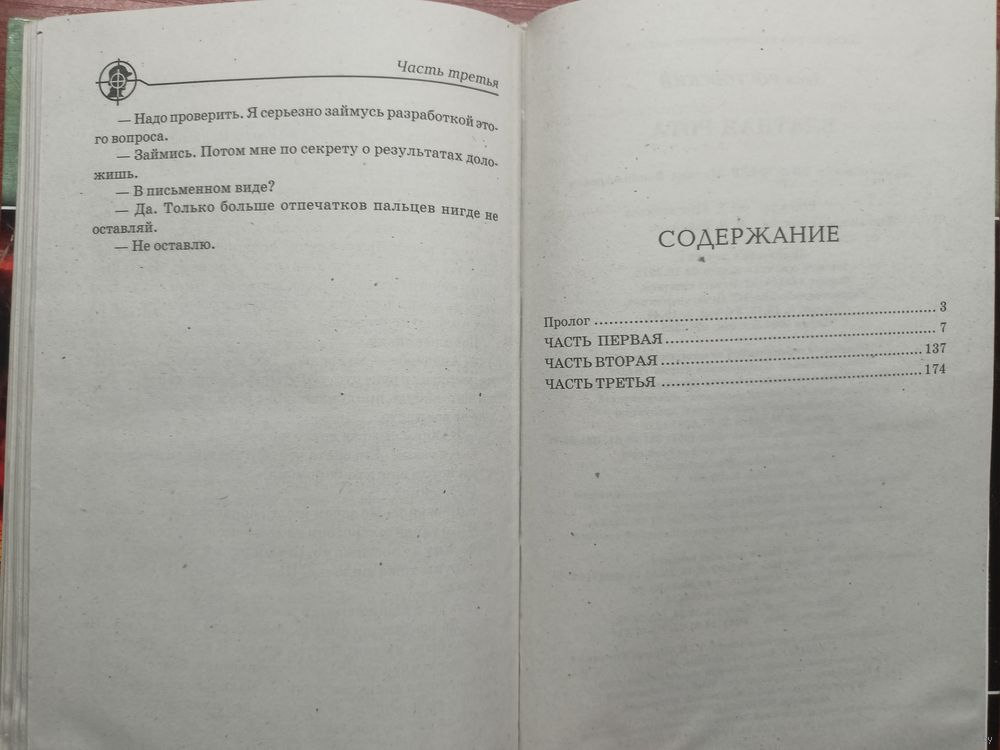 Часть третья
— Надо проверить. Я серьезно займусь разработкой это-
го вопроса.
— Займись. Потом мне по секрету о результатах доло-
жишь.
— В письменном виде?
— Да. Только больше отпечатков пальцев нигде не
оставляй.
— Не оставлю.
СОДЕРЖАНИЕ
Пролог ........................................ 3
ЧАСТЬ ПЕРВАЯ ........................................ 7
ЧАСТЬ ВТОРАЯ ........................................ 137
ЧАСТЬ ТРЕТЬЯ ........................................ 174